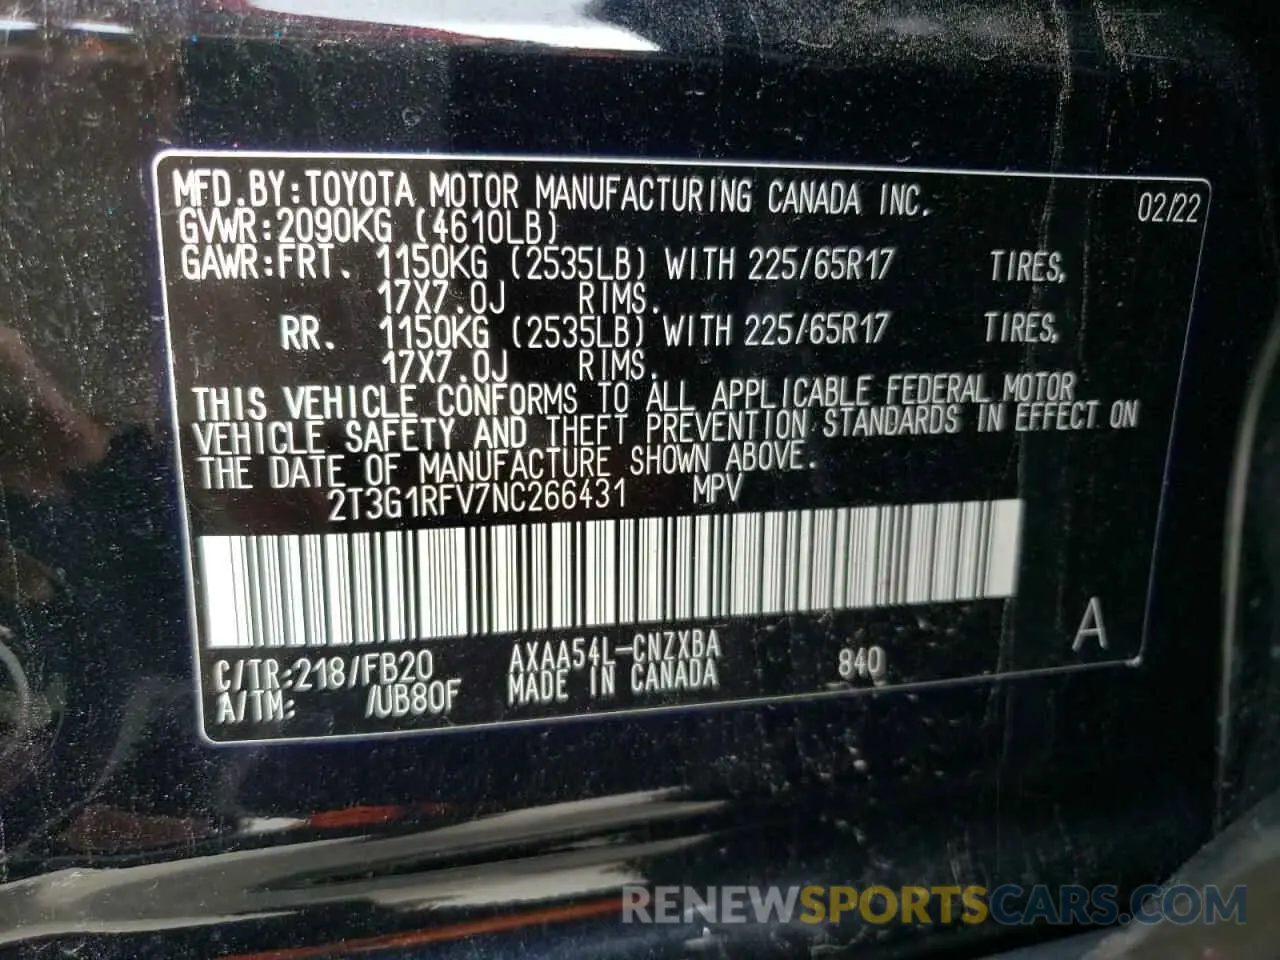 MFD.BY:TOYOTA MOTOR MANUFACTURING CANADA INC. 02/22
GVWR:2090KG (4610LB)
GAWR:FRT. 1150KG (2535LB) WITH 225/65R17 TIRES,
17X7.0J RIMS.
RR. 1150KG (2535LB) WITH 225/65R17 TIRES,
17X7.0J RIMS.
THIS VEHICLE CONFORMS TO ALL APPLICABLE FEDERAL MOTOR
VEHICLE SAFETY AND THEFT PREVENTION STANDARDS IN EFFECT ON
THE DATE OF MANUFACTURE SHOWN ABOVE.
2T3G1RFV7NC266431 MPV
A
C/TR:218/FB20 AXAA54L-CNZXBA 840
A/TM: /UB80F MADE IN CANADA
RENEWSPORTSCARS.COM